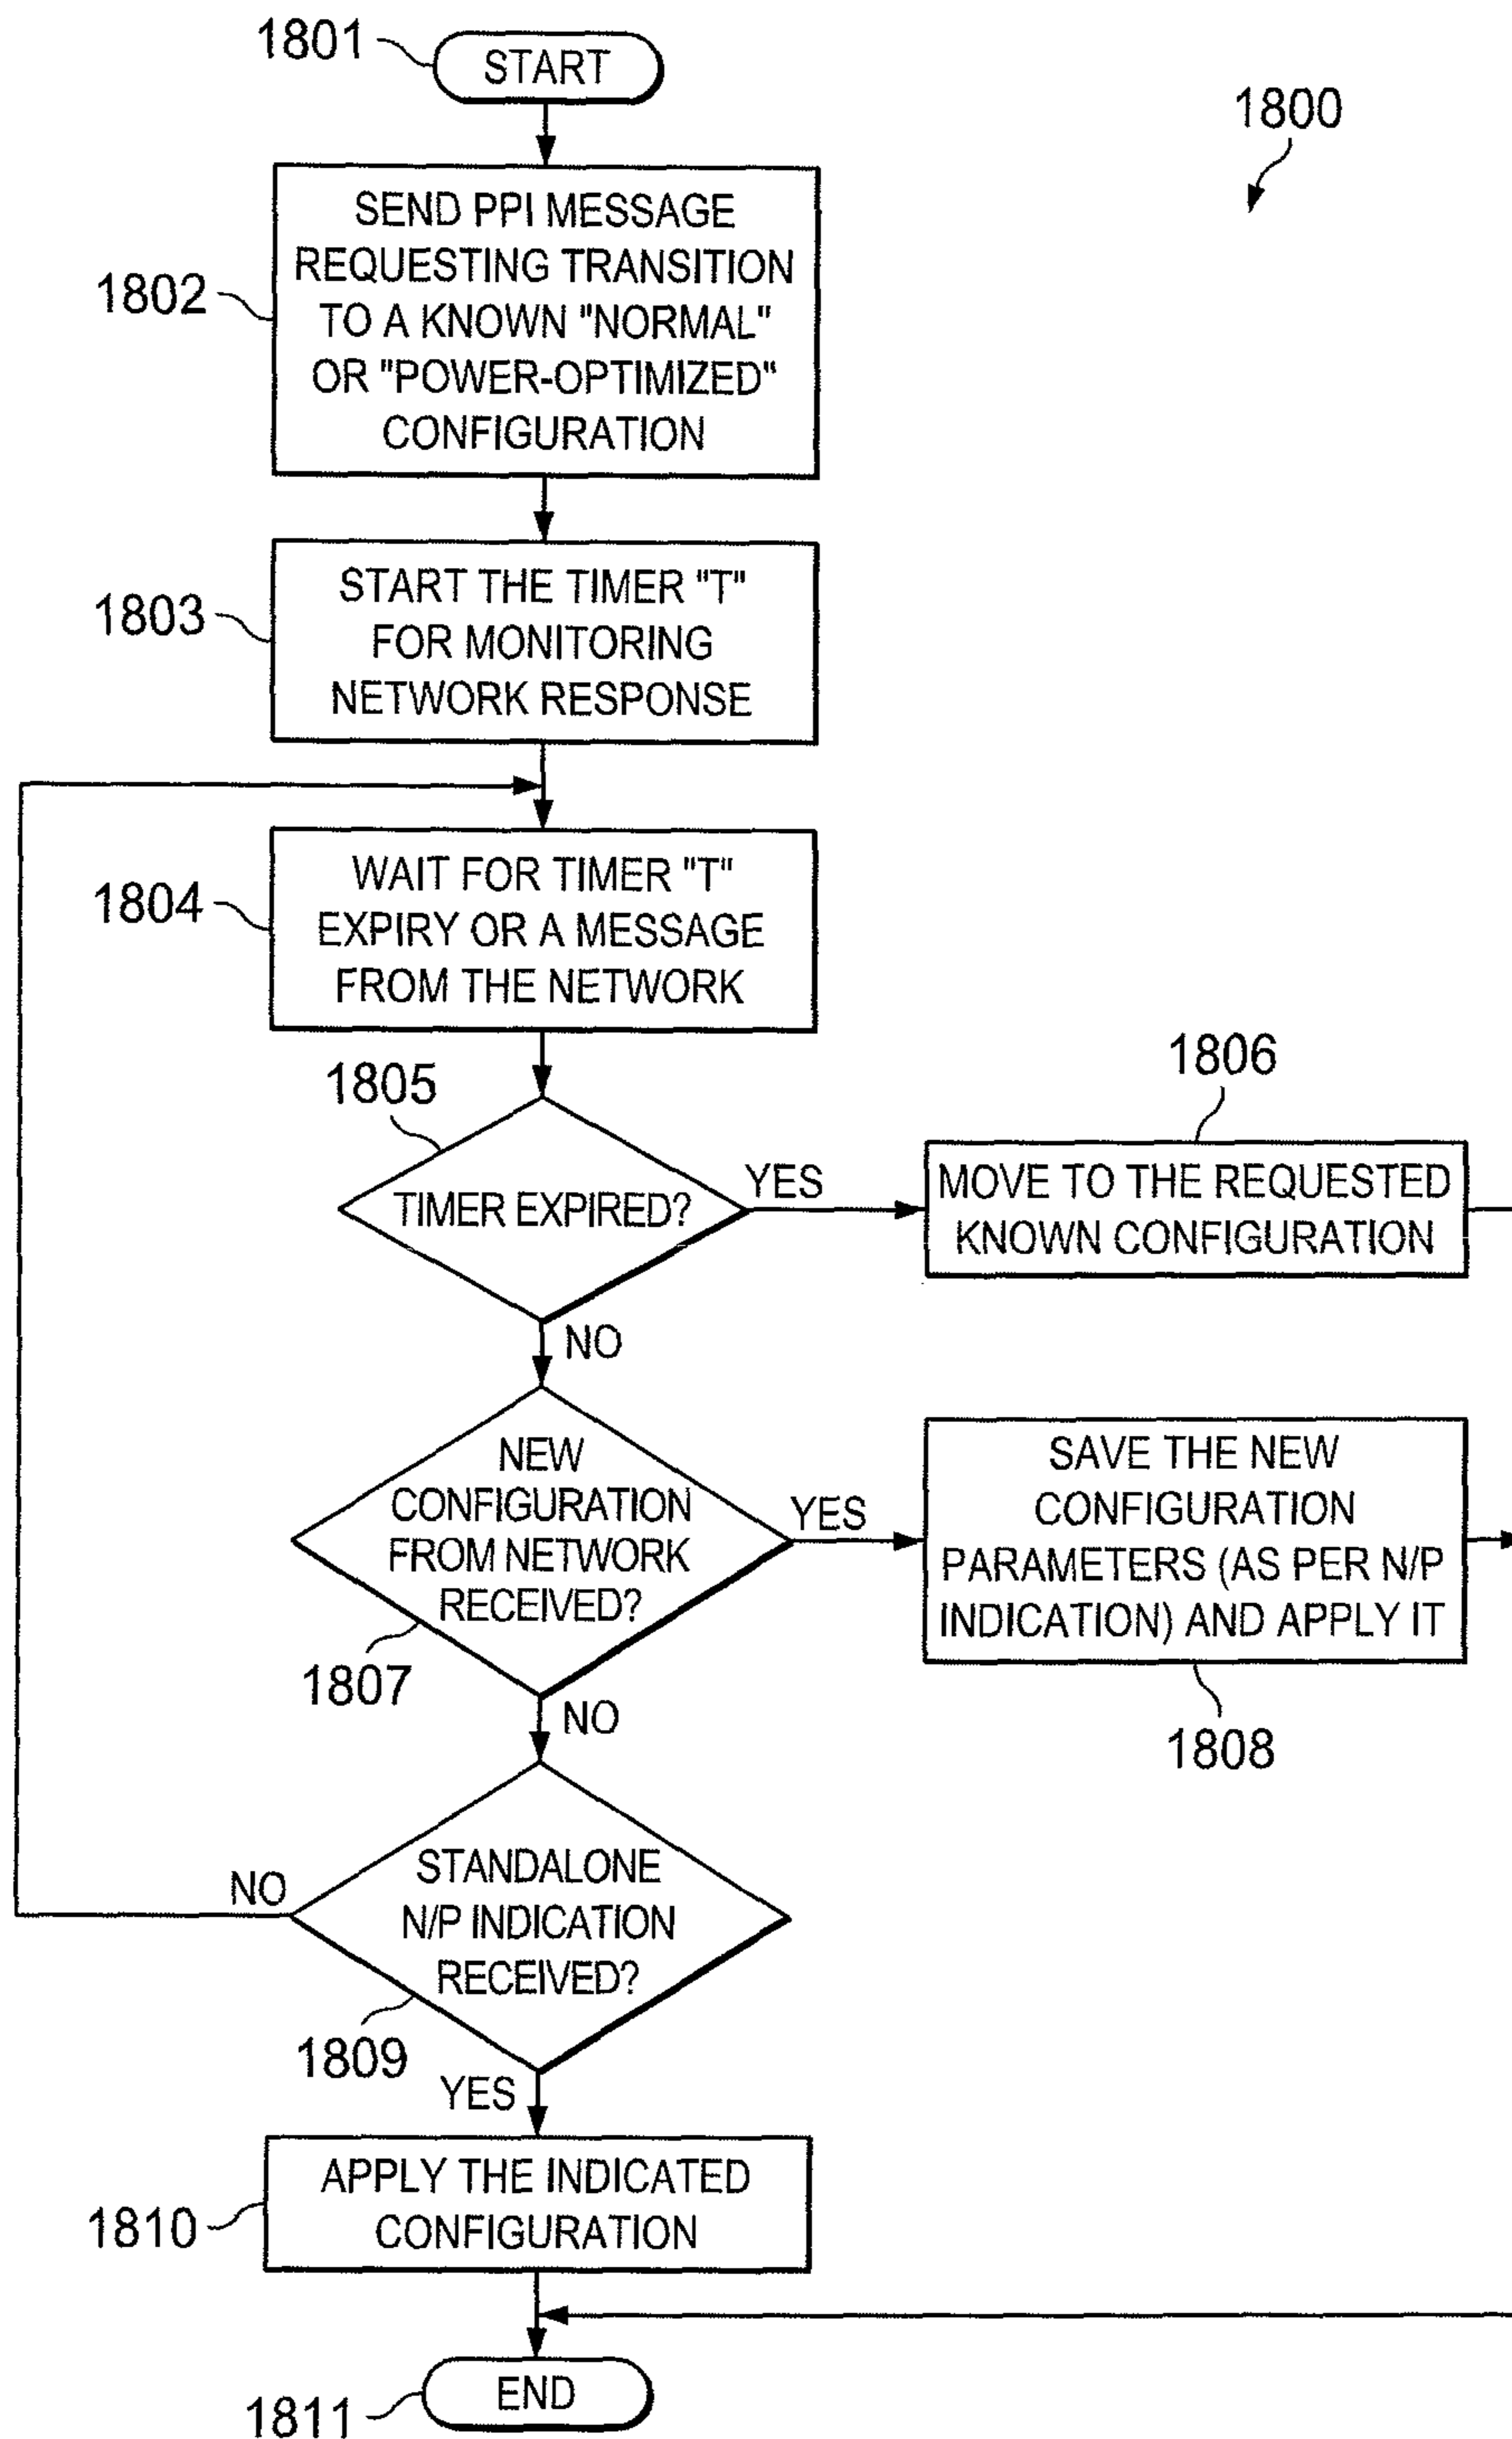 1801
START
1800
1802
SEND PPI MESSAGE
REQUESTING TRANSITION
TO A KNOWN "NORMAL"
OR "POWER-OPTIMIZED"
CONFIGURATION
1803
START THE TIMER "T"
FOR MONITORING
NETWORK RESPONSE
1804
WAIT FOR TIMER "T"
EXPIRY OR A MESSAGE
FROM THE NETWORK
1805
TIMER EXPIRED?
YES
1806
MOVE TO THE REQUESTED
KNOWN CONFIGURATION
NO
NEW
CONFIGURATION
FROM NETWORK
RECEIVED?
1807
YES
SAVE THE NEW
CONFIGURATION
PARAMETERS (AS PER N/P
INDICATION) AND APPLY IT
1808
NO
STANDALONE
N/P INDICATION
RECEIVED?
NO
1809
YES
1810
APPLY THE INDICATED
CONFIGURATION
END
1811